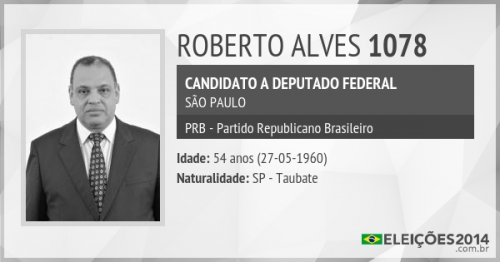 ROBERTO ALVES 1078
CANDIDATO A DEPUTADO FEDERAL
SÃO PAULO
PRB - Partido Republicano Brasileiro
Idade: 54 anos (27-05-1960)
Naturalidade: SP - Taubate
ELEIÇÕES2014
.com.br